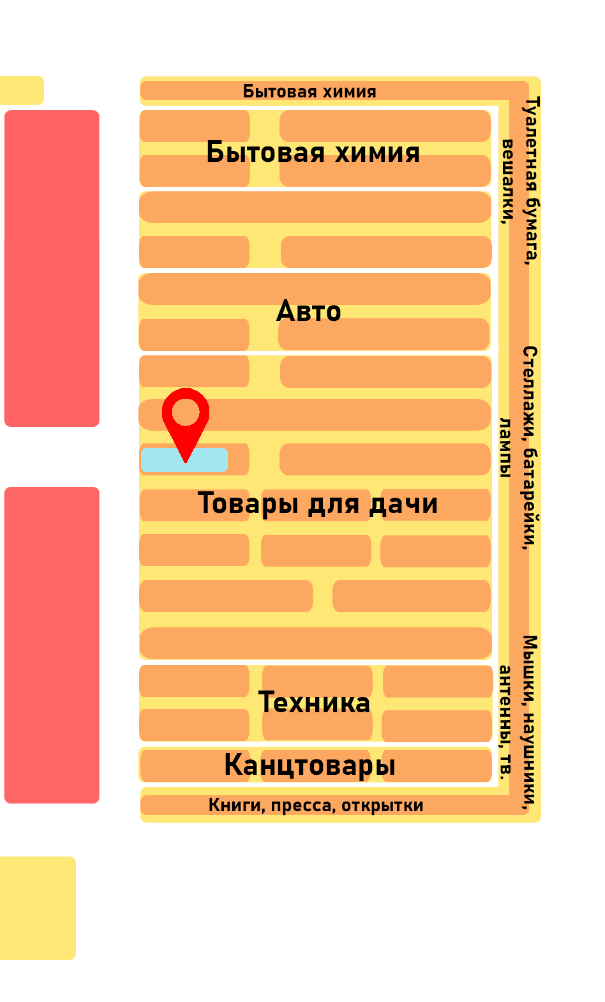 Бытовая химия
Бытовая химия
Туалетная бумага,
вешалки,
Авто
Стеллажи, батарейки,
лампы
Товары для дачи
Мышки, наушники,
антенны, тв.
Техника
Канцтовары
Книги, пресса, открытки